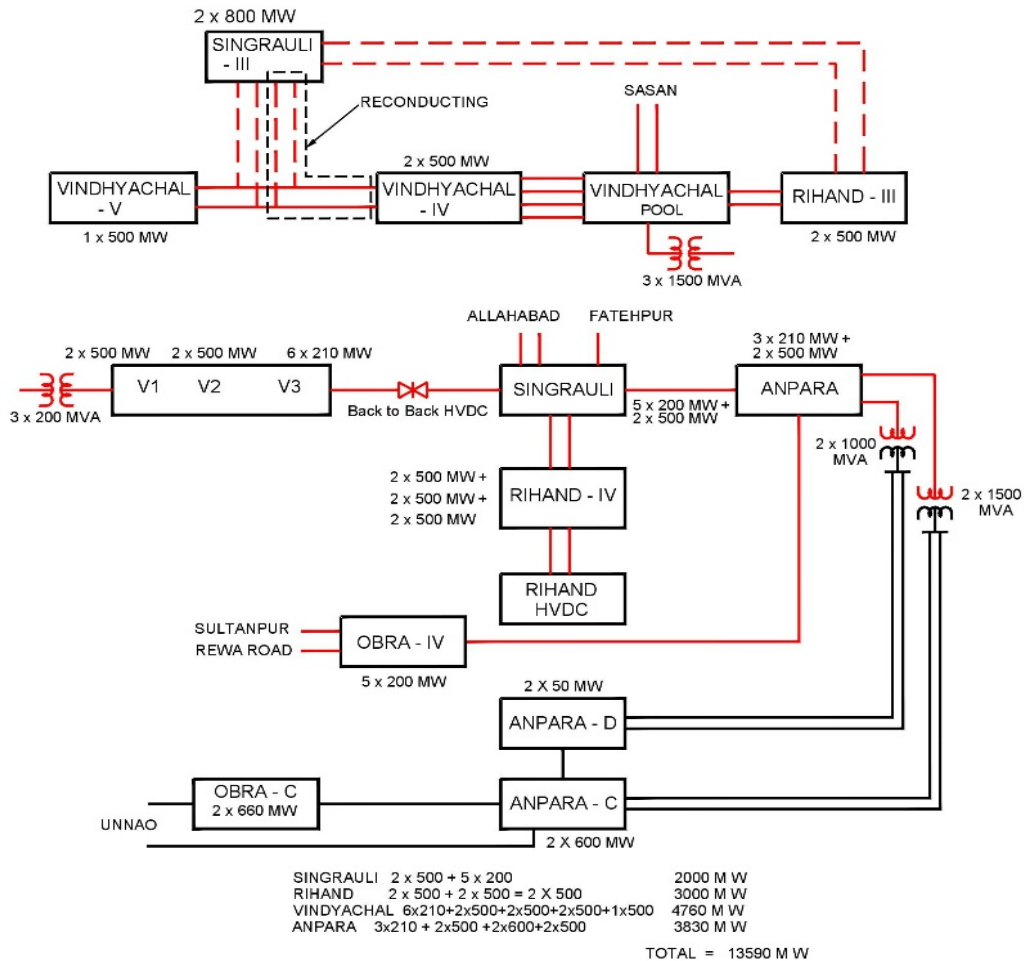 2 x 800 MW
SINGRAULI
- III
RECONDUCTING
SASAN
2 x 500 MW
VINDHYACHAL
- V
VINDHYACHAL
- IV
VINDHYACHAL
POOL
RIHAND - III
1 x 500 MW
2 x 500 MW
3 x 1500 MVA
ALLAHABAD
FATEHPUR
2 x 500 MW
2 x 500 MW
6 x 210 MW
3 x 210 MW +
2 x 500 MW
V1
V2
V3
SINGRAULI
ANPARA
3 x 200 MVA
Back to Back HVDC
5 x 200 MW +
2 x 500 MW
2 x 1000
MVA
2 x 500 MW +
2 x 500 MW +
2 x 500 MW
RIHAND - IV
2 x 1500
MVA
RIHAND
HVDC
SULTANPUR
REWA ROAD
OBRA - IV
5 x 200 MW
2 X 50 MW
ANPARA - D
OBRA - C
2 x 660 MW
ANPARA - C
UNNAO
2 X 600 MW
SINGRAULI 2 x 500 + 5 x 200 2000 M W
RIHAND 2 x 500 + 2 x 500 = 2 X 500 3000 M W
VINDYACHAL 6x210+2x500+2x500+2x500+1x500 4760 M W
ANPARA 3x210 + 2x500 +2x600+2x500 3830 M W
TOTAL = 13590 M W